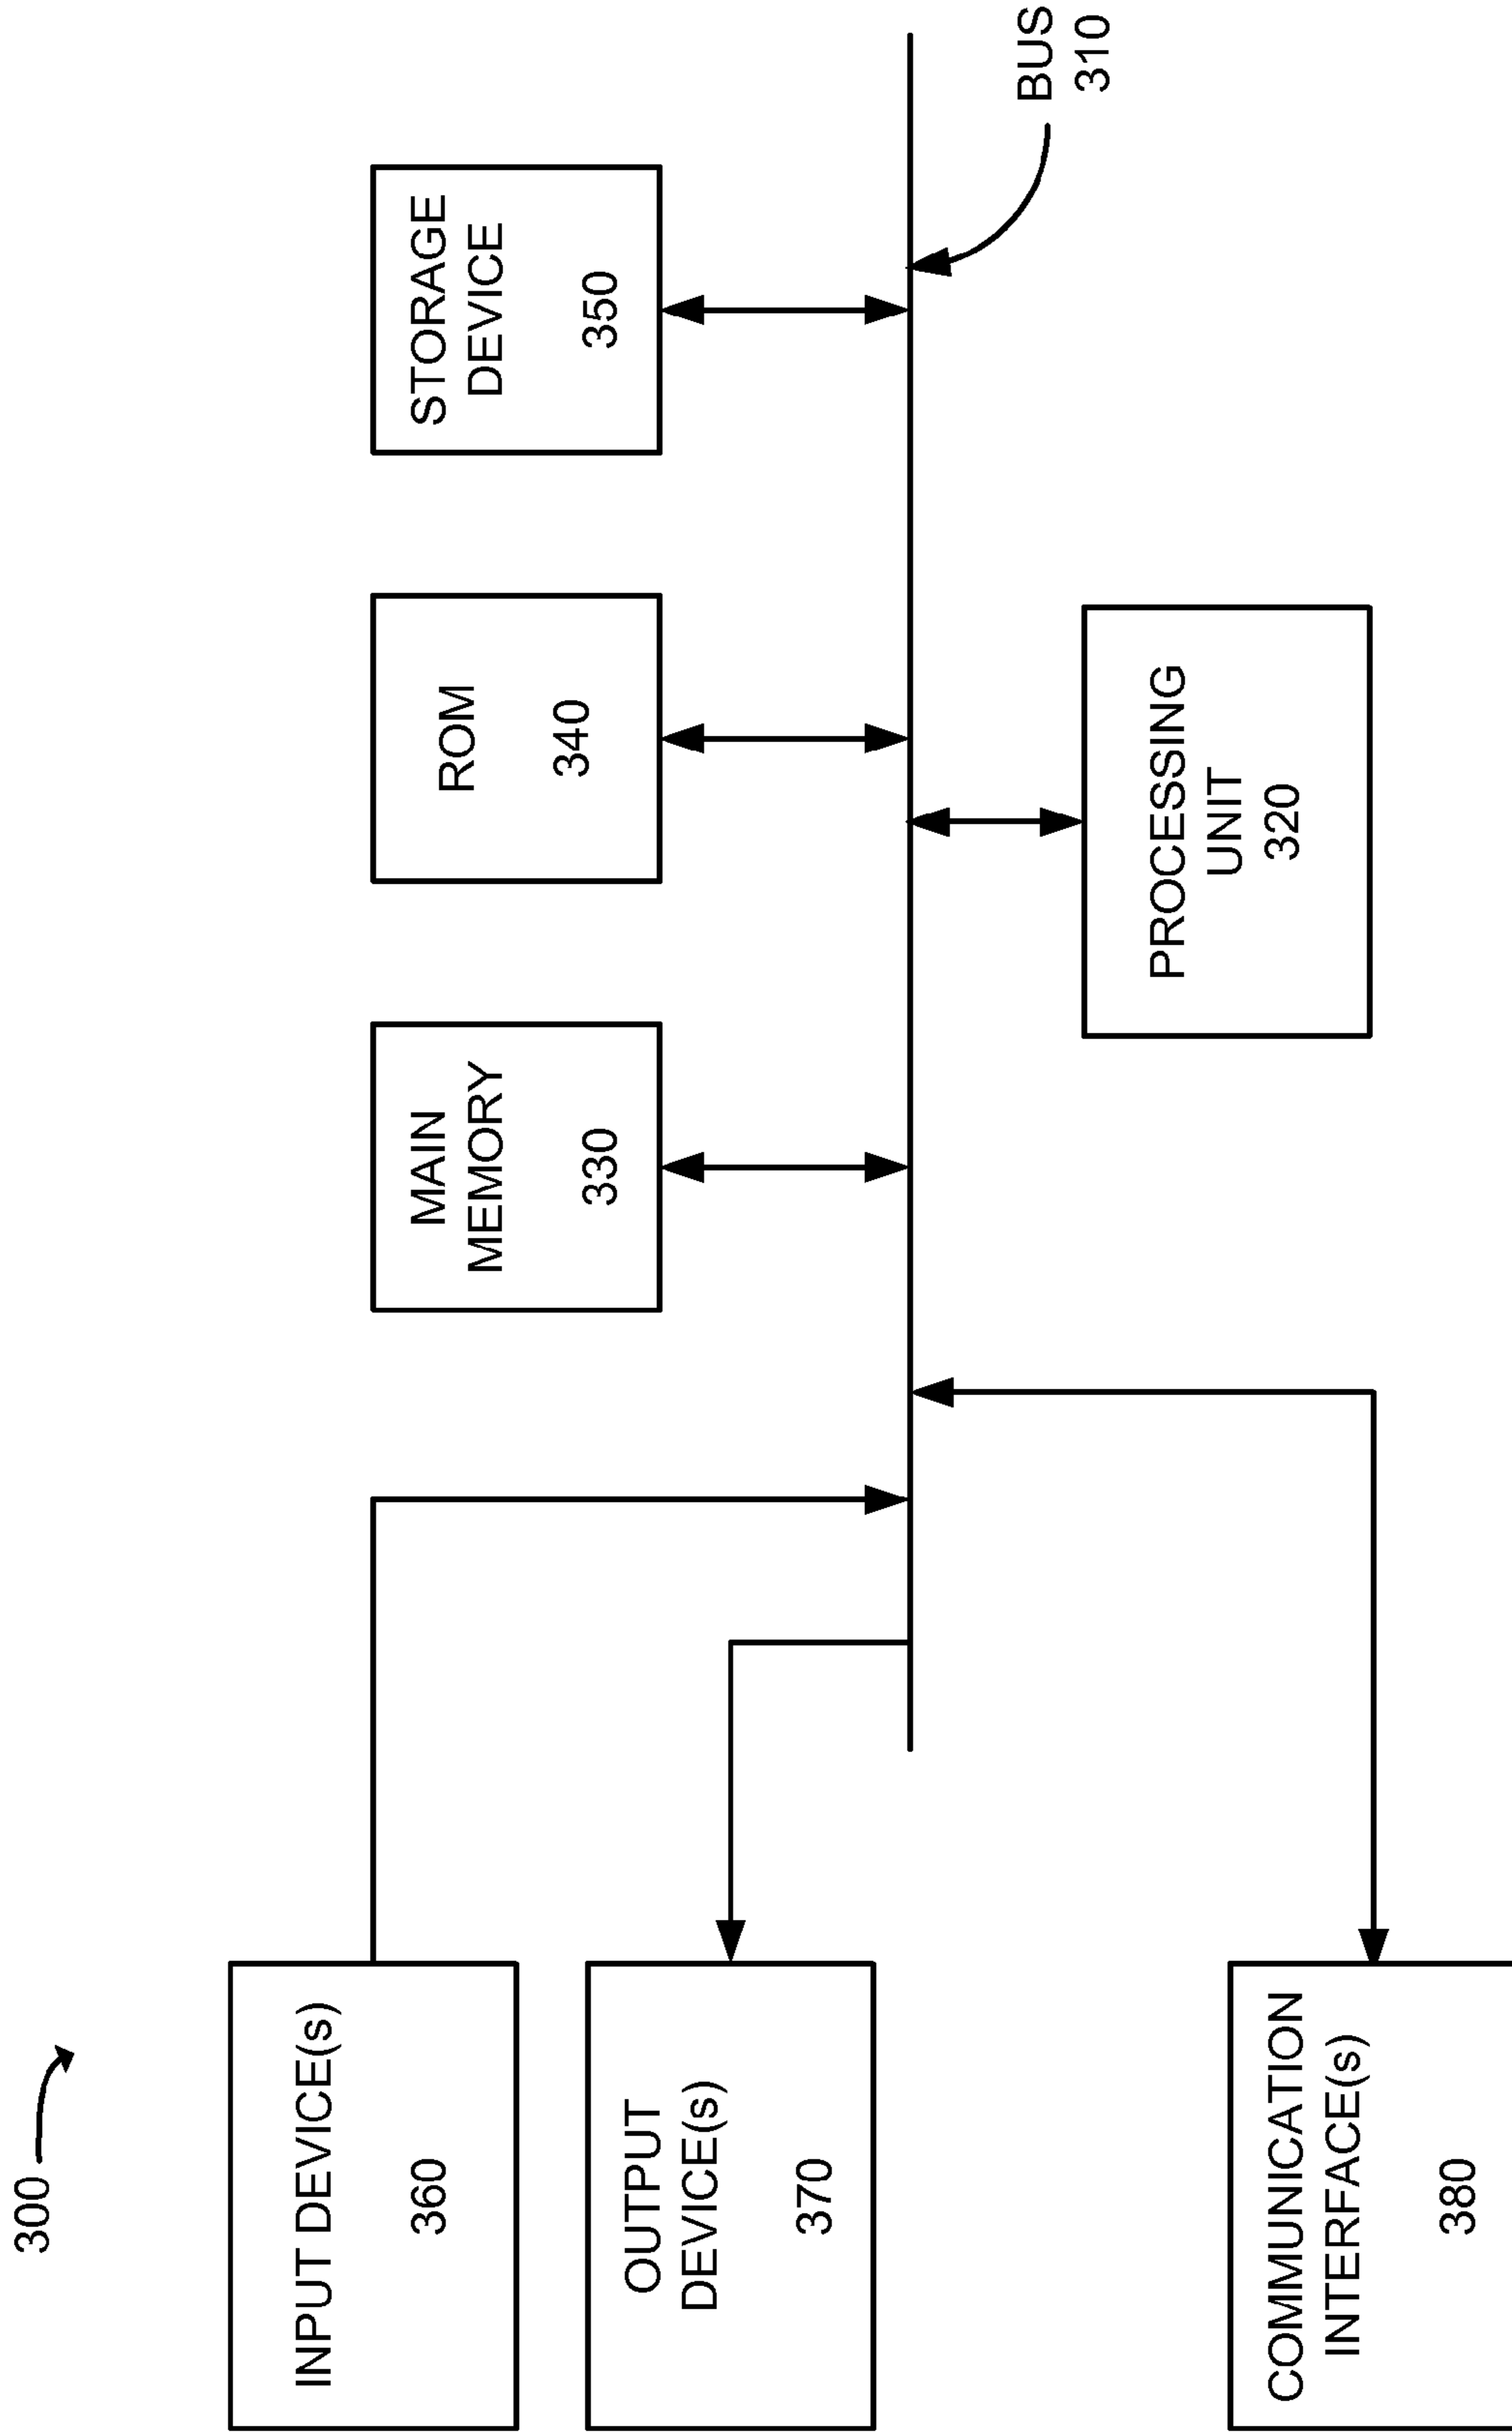 300
INPUT DEVICE(s)
360
OUTPUT
DEVICE(s)
370
COMMUNICATION
INTERFACE(s)
380
MAIN
MEMORY
330
ROM
340
STORAGE
DEVICE
350
PROCESSING
UNIT
320
BUS
310